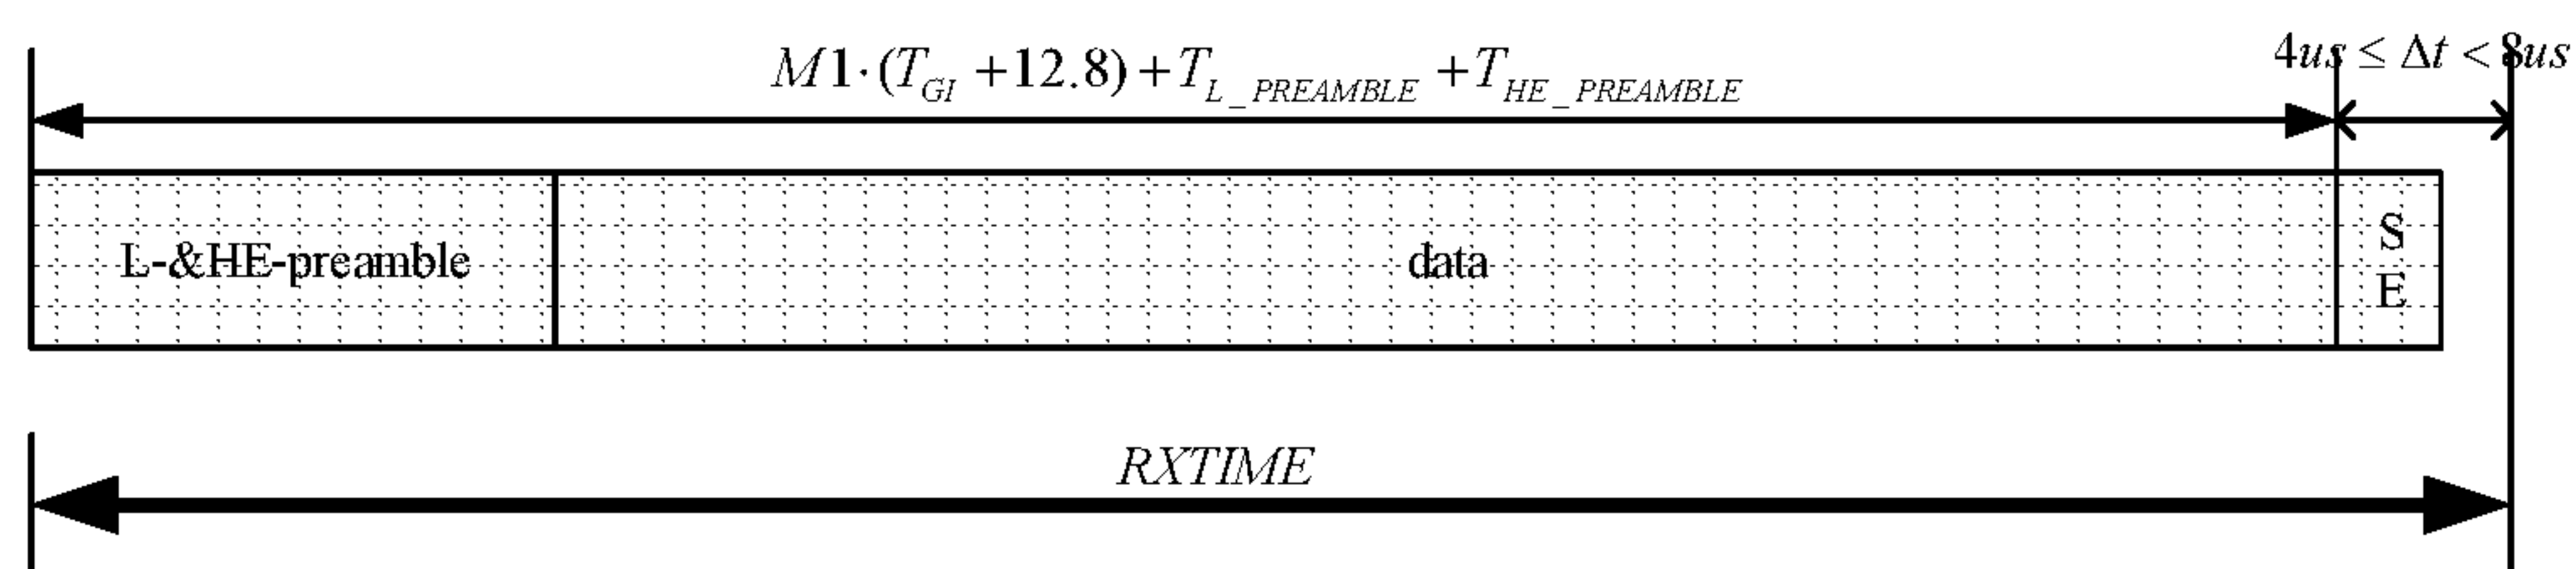 M1·(T_GI +12.8)+T_L_PREAMBLE +T_HE_PREAMBLE
4us ≤ Δt < 8us
L-&HE-preamble
data
S
E
RXTIME